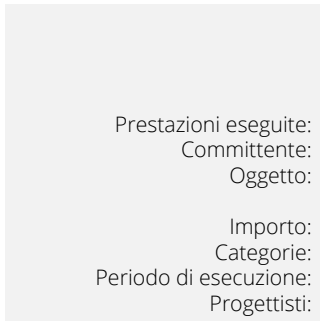 Prestazioni eseguite:
Committente:
Oggetto:
Importo:
Categorie:
Periodo di esecuzione:
Progettisti: